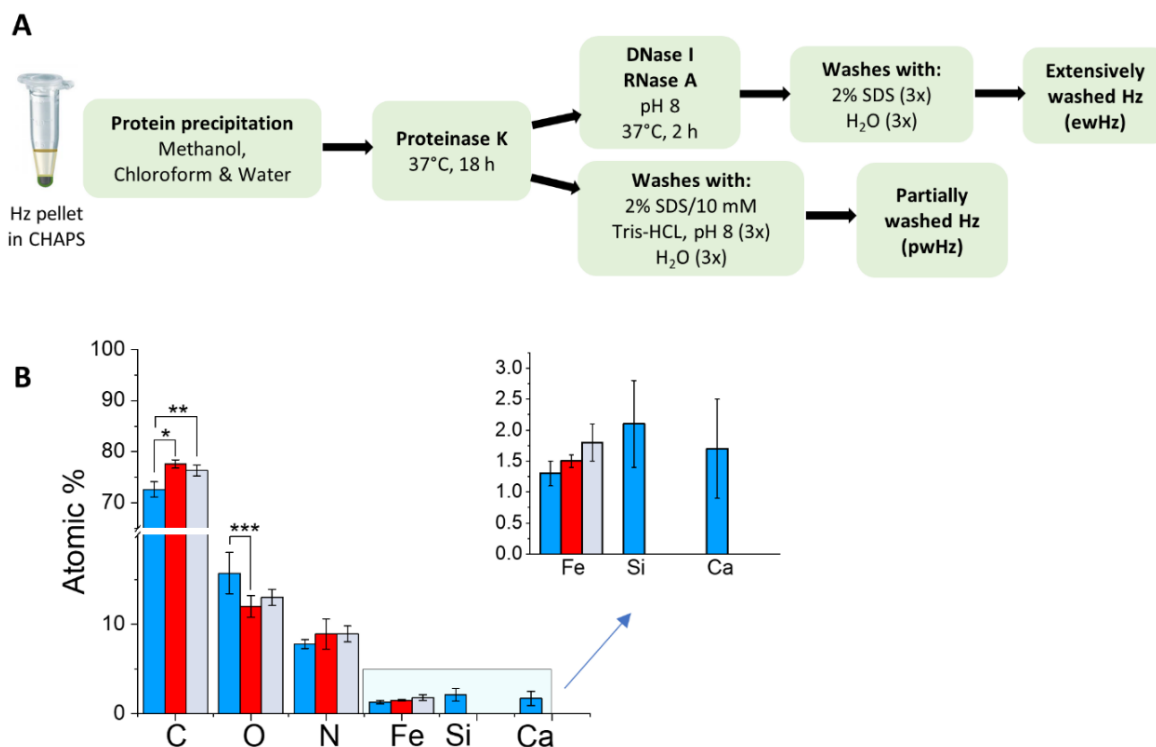 A
Hz pellet
in CHAPS
Protein precipitation
Methanol,
Chloroform & Water
Proteinase K
37°C, 18 h
DNase I
RNase A
pH 8
37°C, 2 h
Washes with:
2% SDS (3x)
H₂O (3x)
Extensively
washed Hz
(ewHz)
Washes with:
2% SDS/10 mM
Tris-HCL, pH 8 (3x)
H₂O (3x)
Partially
washed Hz
(pwHz)
B
Atomic %
100
90
80
70
10
0
**
*
***
C O N Fe Si Ca
3.0
2.5
2.0
1.5
1.0
0.5
0.0
Fe Si Ca